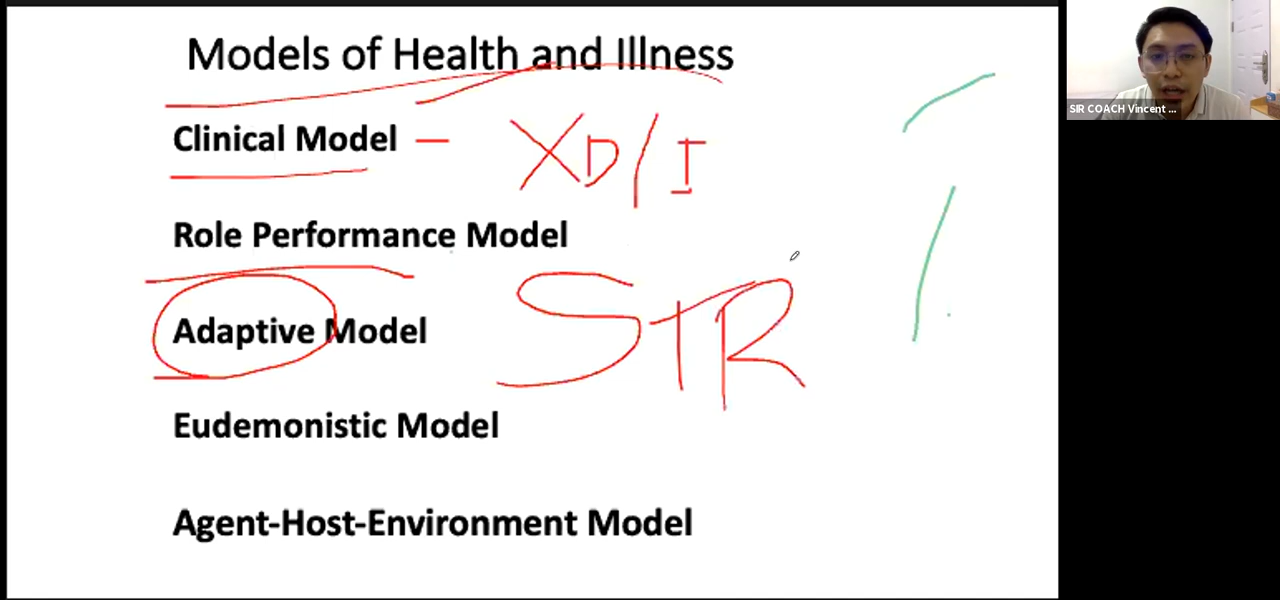 Models of Health and Illness
Clinical Model — XD/I
Role Performance Model
Adaptive Model STR
Eudemonistic Model
Agent-Host-Environment Model
SIR COACH Vincent ...